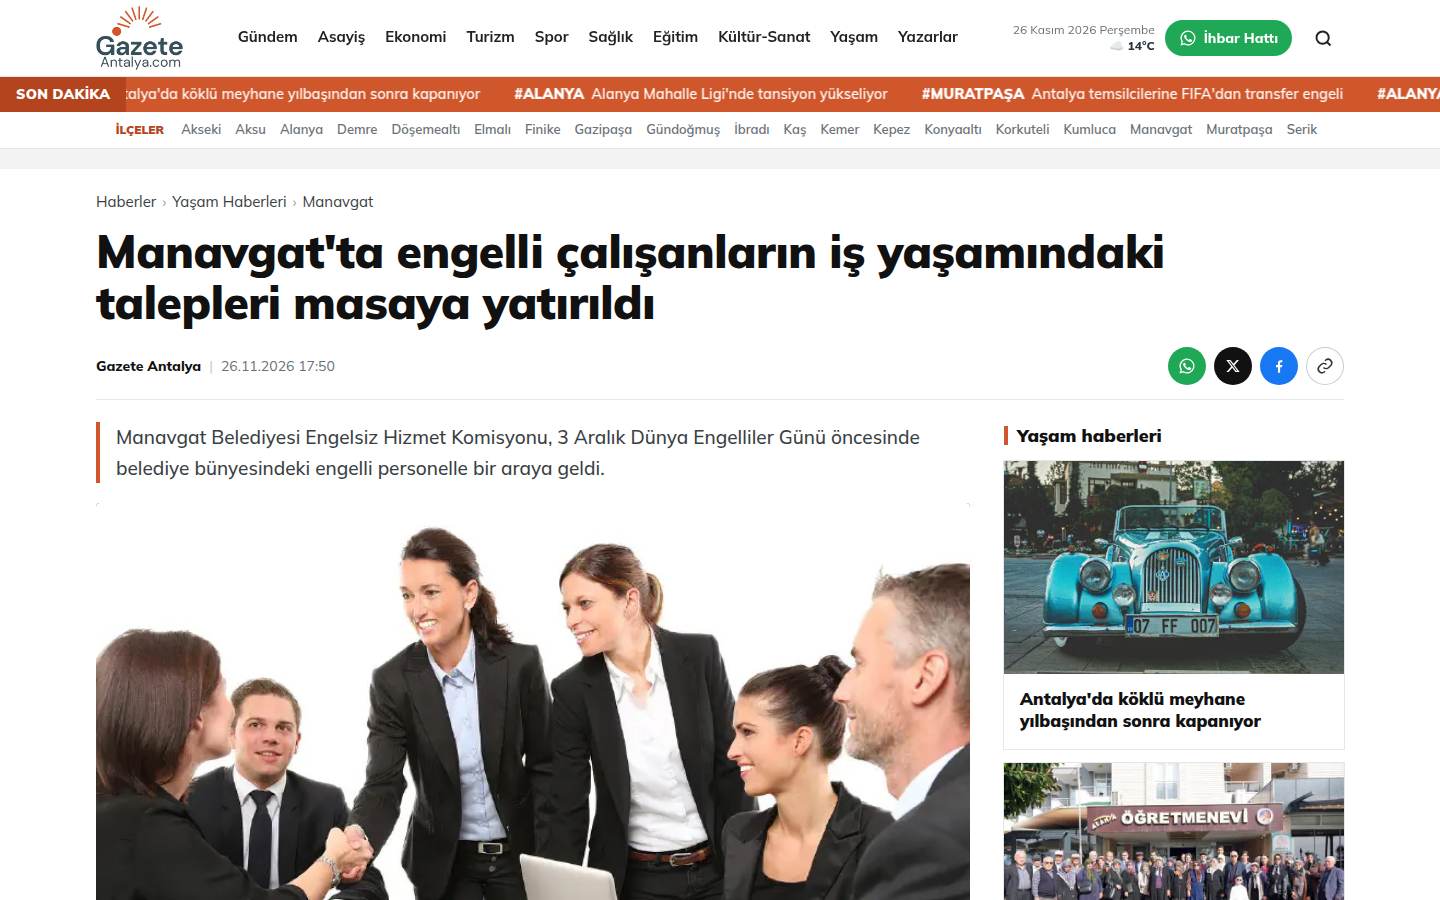 Gazete
Antalya.com
Gündem Asayiş Ekonomi Turizm Spor Sağlık Eğitim Kültür-Sanat Yaşam Yazarlar
26 Kasım 2026 Perşembe
14°C
İhbar Hattı
SON DAKİKA talya'da köklü meyhane yılbaşından sonra kapanıyor #ALANYA Alanya Mahalle Ligi'nde tansiyon yükseliyor #MURATPAŞA Antalya temsilcilerine FIFA'dan transfer engeli #ALANYA
İLÇELER Akseki Aksu Alanya Demre Döşemealtı Elmalı Finike Gazipaşa Gündoğmuş İbradı Kaş Kemer Kepez Konyaaltı Korkuteli Kumluca Manavgat Muratpaşa Serik
Haberler › Yaşam Haberleri › Manavgat
Manavgat'ta engelli çalışanların iş yaşamındaki
talepleri masaya yatırıldı
Gazete Antalya | 26.11.2026 17:50
Manavgat Belediyesi Engelsiz Hizmet Komisyonu, 3 Aralık Dünya Engelliler Günü öncesinde
belediye bünyesindeki engelli personelle bir araya geldi.
Yaşam haberleri
07 FF 007
Antalya'da köklü meyhane
yılbaşından sonra kapanıyor
ÖĞRETMENEVİ